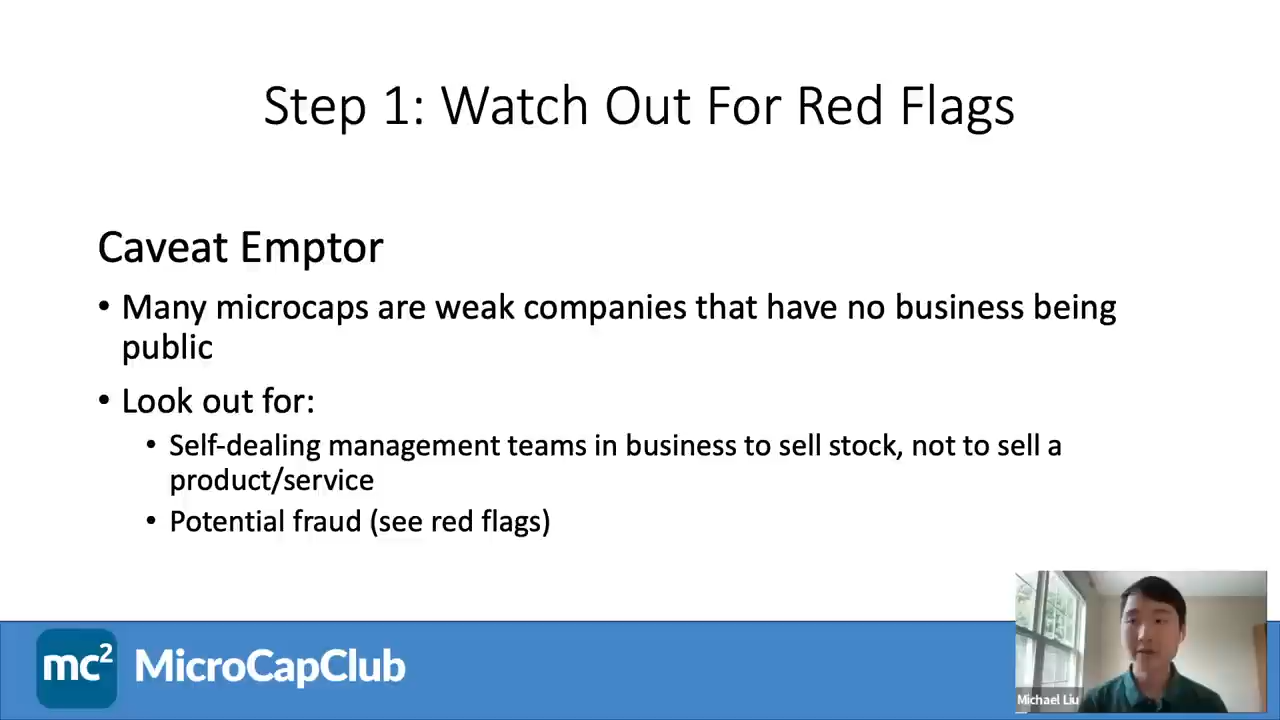 Step 1: Watch Out For Red Flags
Caveat Emptor
• Many microcaps are weak companies that have no business being
public
• Look out for:
• Self-dealing management teams in business to sell stock, not to sell a
product/service
• Potential fraud (see red flags)
mc² MicroCapClub
Michael Liu